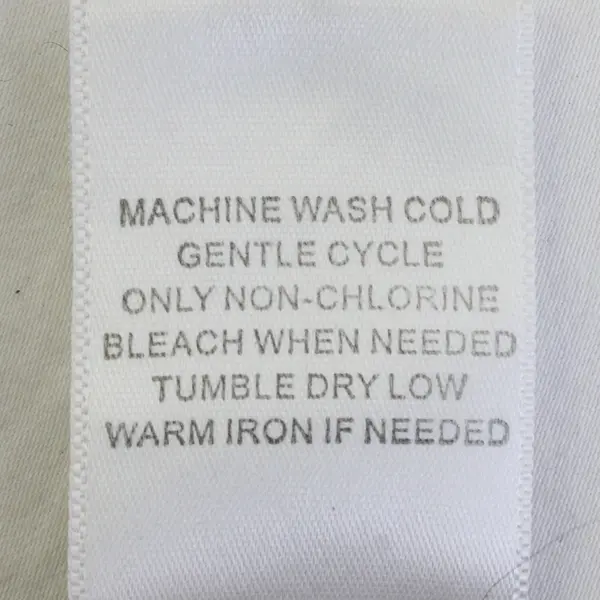 MACHINE WASH COLD
GENTLE CYCLE
ONLY NON-CHLORINE
BLEACH WHEN NEEDED
TUMBLE DRY LOW
WARM IRON IF NEEDED